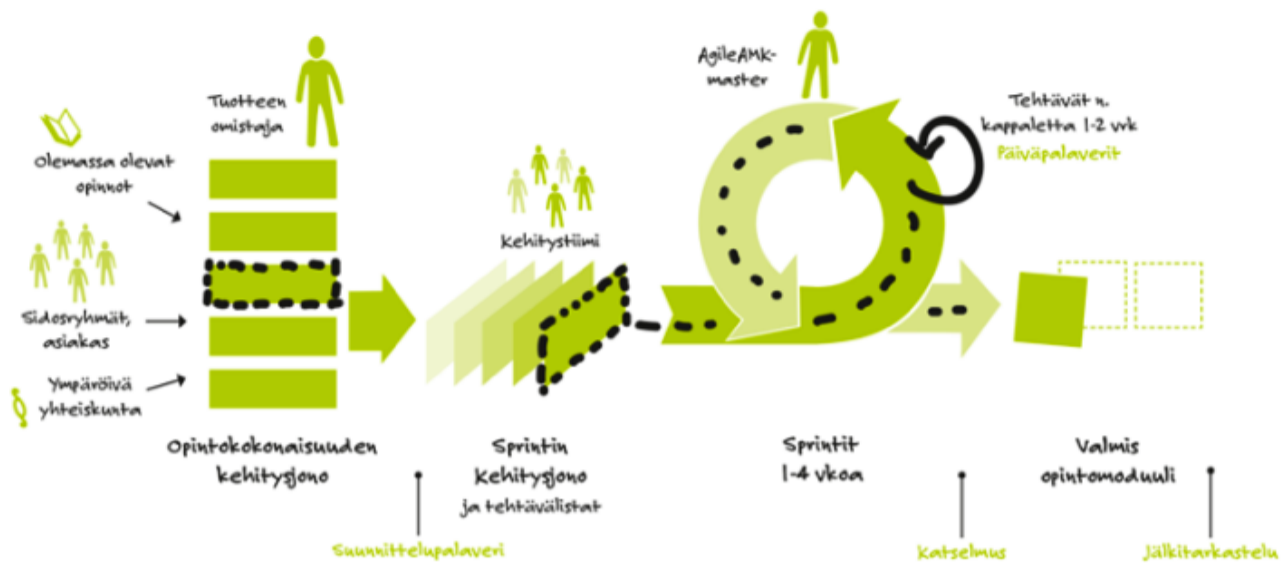 AgileAMK-
master
Tuotteen
omistaja
Tehtävät n.
kappaletta 1-2 vrk
Päiväpalaverit
Olemassa olevat
opinnot
Kehitystiimi
Sidosryhmät,
asiakas
Ympäröivä
yhteiskunta
Opintokokonaisuuden
kehitysjono
Sprintin
kehitysjono
ja tehtävälistat
Sprintit
1-4 vkoa
Valmis
opintomoduuli
Suunnittelupalaveri
Katselmus
Jälkitarkastelu